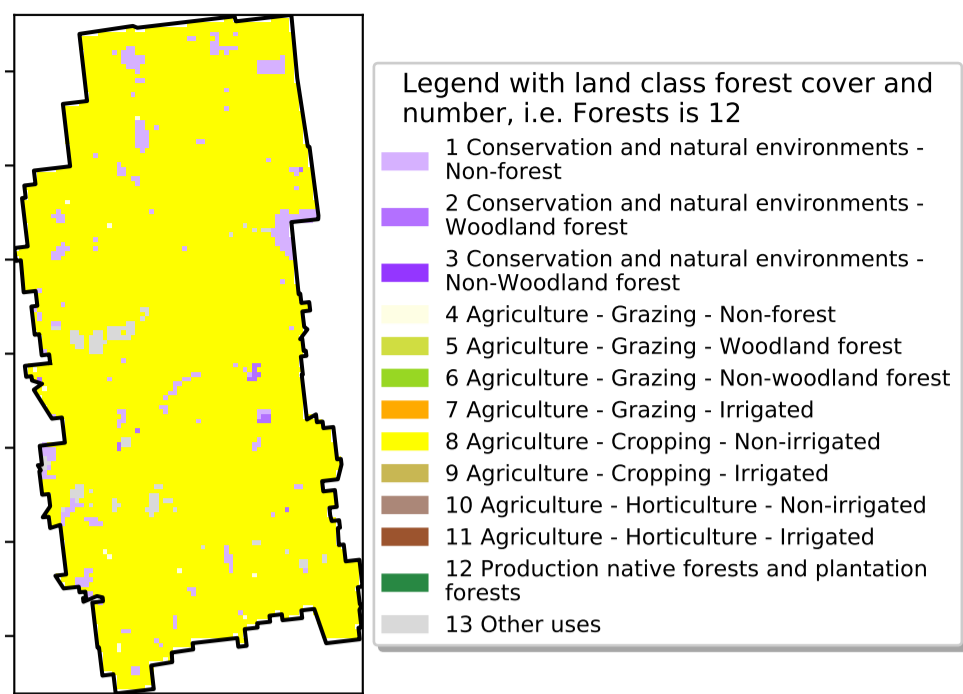 Legend with land class forest cover and
number, i.e. Forests is 12
1 Conservation and natural environments -
Non-forest
2 Conservation and natural environments -
Woodland forest
3 Conservation and natural environments -
Non-Woodland forest
4 Agriculture - Grazing - Non-forest
5 Agriculture - Grazing - Woodland forest
6 Agriculture - Grazing - Non-woodland forest
7 Agriculture - Grazing - Irrigated
8 Agriculture - Cropping - Non-irrigated
9 Agriculture - Cropping - Irrigated
10 Agriculture - Horticulture - Non-irrigated
11 Agriculture - Horticulture - Irrigated
12 Production native forests and plantation
forests
13 Other uses